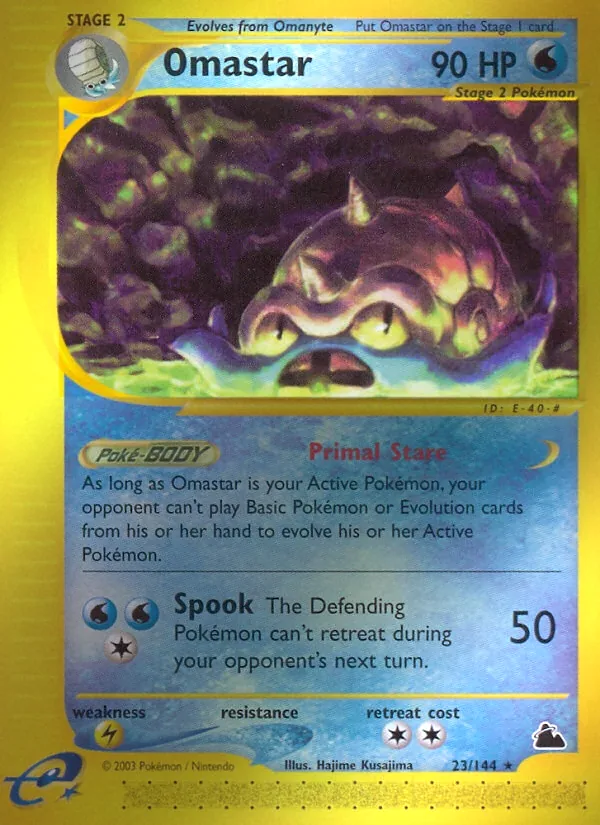 STAGE 2
Evolves from Omanyte Put Omastar on the Stage 1 card
Omastar 90 HP
Stage 2 Pokémon
ID: E-40-#
Poké-BODY Primal Stare
As long as Omastar is your Active Pokémon, your
opponent can't play Basic Pokémon or Evolution cards
from his or her hand to evolve his or her Active
Pokémon.
Spook The Defending
Pokémon can't retreat during 50
your opponent's next turn.
weakness resistance retreat cost
© 2003 Pokémon / Nintendo Illus. Hajime Kusajima 23/144 ★
e